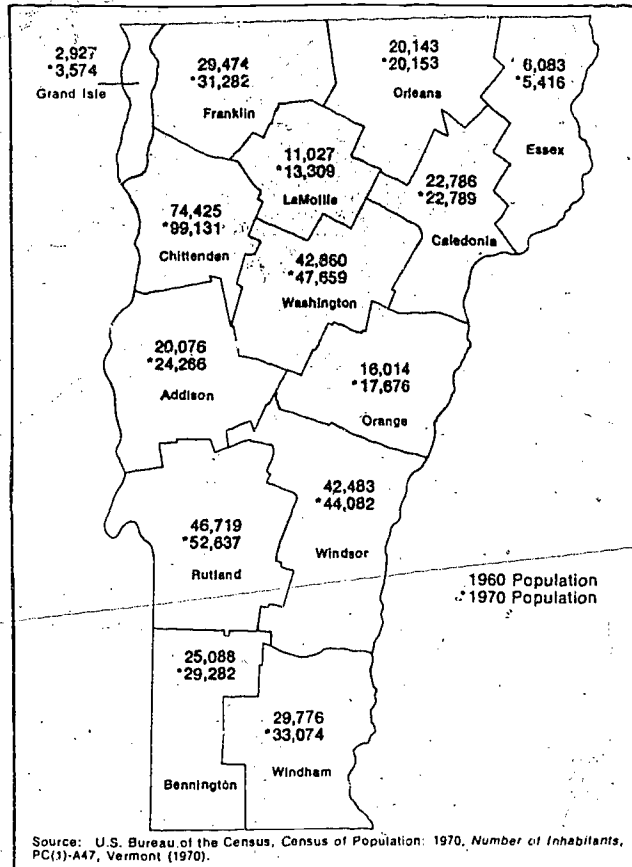 2,927
*3,574
Grand Isle
29,474
*31,282
Franklin
20,143
*20,153
Orleans
6,083
*5,416
Essex
11,027
*13,309
LaMoille
22,786
*22,789
Caledonia
74,425
*99,131
Chittenden
42,860
*47,659
Washington
20,076
*24,266
Addison
16,014
*17,676
Orange
42,483
*44,082
Windsor
46,719
*52,637
Rutland
1960 Population
*1970 Population
25,088
*29,282
Bennington
29,776
*33,074
Windham
Source: U.S. Bureau of the Census, Census of Population: 1970, Number of Inhabitants,
PC(1)-A47, Vermont (1970).